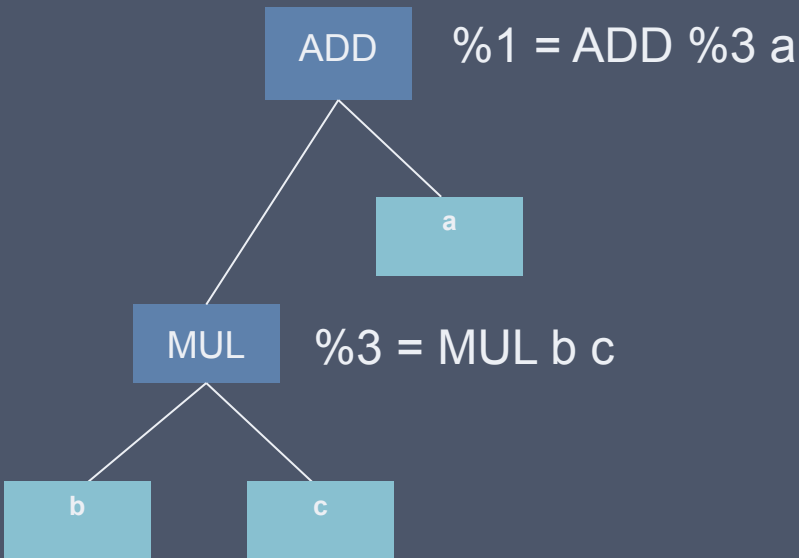 ADD
%1 = ADD %3 a
a
MUL
%3 = MUL b c
b
c